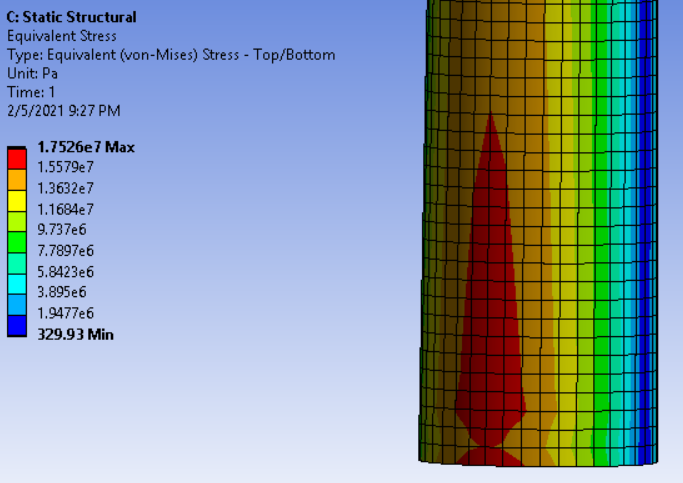 C: Static Structural
Equivalent Stress
Type: Equivalent (von-Mises) Stress - Top/Bottom
Unit: Pa
Time: 1
2/5/2021 9:27 PM
1.7526e7 Max
1.5579e7
1.3632e7
1.1684e7
9.737e6
7.7897e6
5.8423e6
3.895e6
1.9477e6
329.93 Min